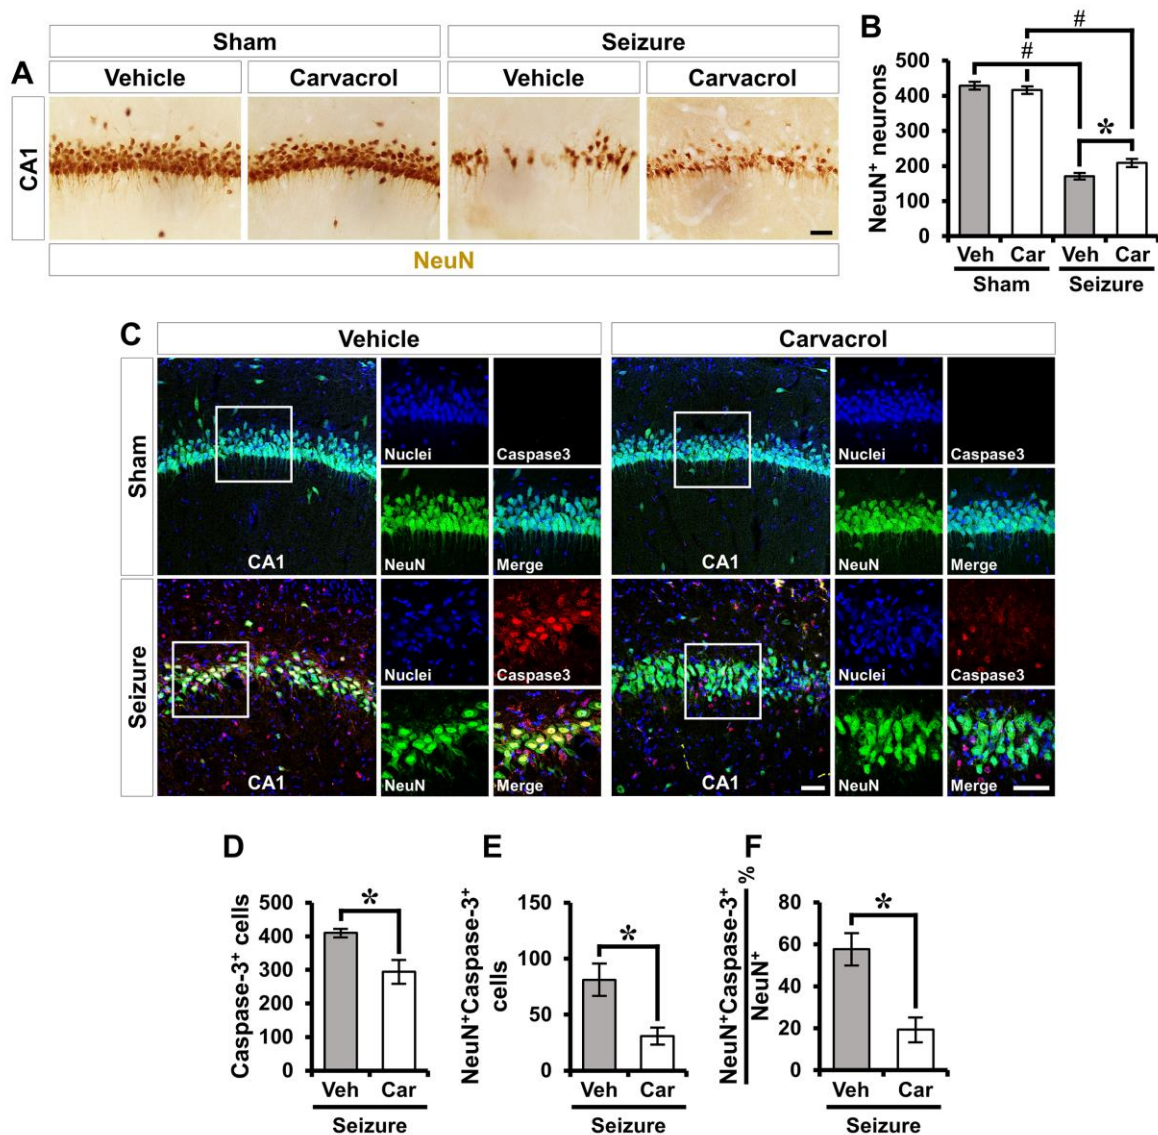 A
Sham
Seizure
Vehicle
Carvacrol
Vehicle
Carvacrol
CA1
NeuN
B
NeuN⁺ neurons
500
400
300
200
100
0
#
#
*
Veh
Car
Veh
Car
Sham
Seizure
C
Vehicle
Carvacrol
Sham
CA1
Nuclei
Caspase3
NeuN
Merge
CA1
Nuclei
Caspase3
NeuN
Merge
Seizure
CA1
Nuclei
Caspase3
NeuN
Merge
CA1
Nuclei
Caspase3
NeuN
Merge
D
Caspase-3⁺ cells
500
400
300
200
100
0
*
Veh
Car
Seizure
E
NeuN⁺Caspase-3⁺
cells
150
100
50
0
*
Veh
Car
Seizure
F
NeuN⁺Caspase-3⁺ %
NeuN⁺
80
60
40
20
0
*
Veh
Car
Seizure